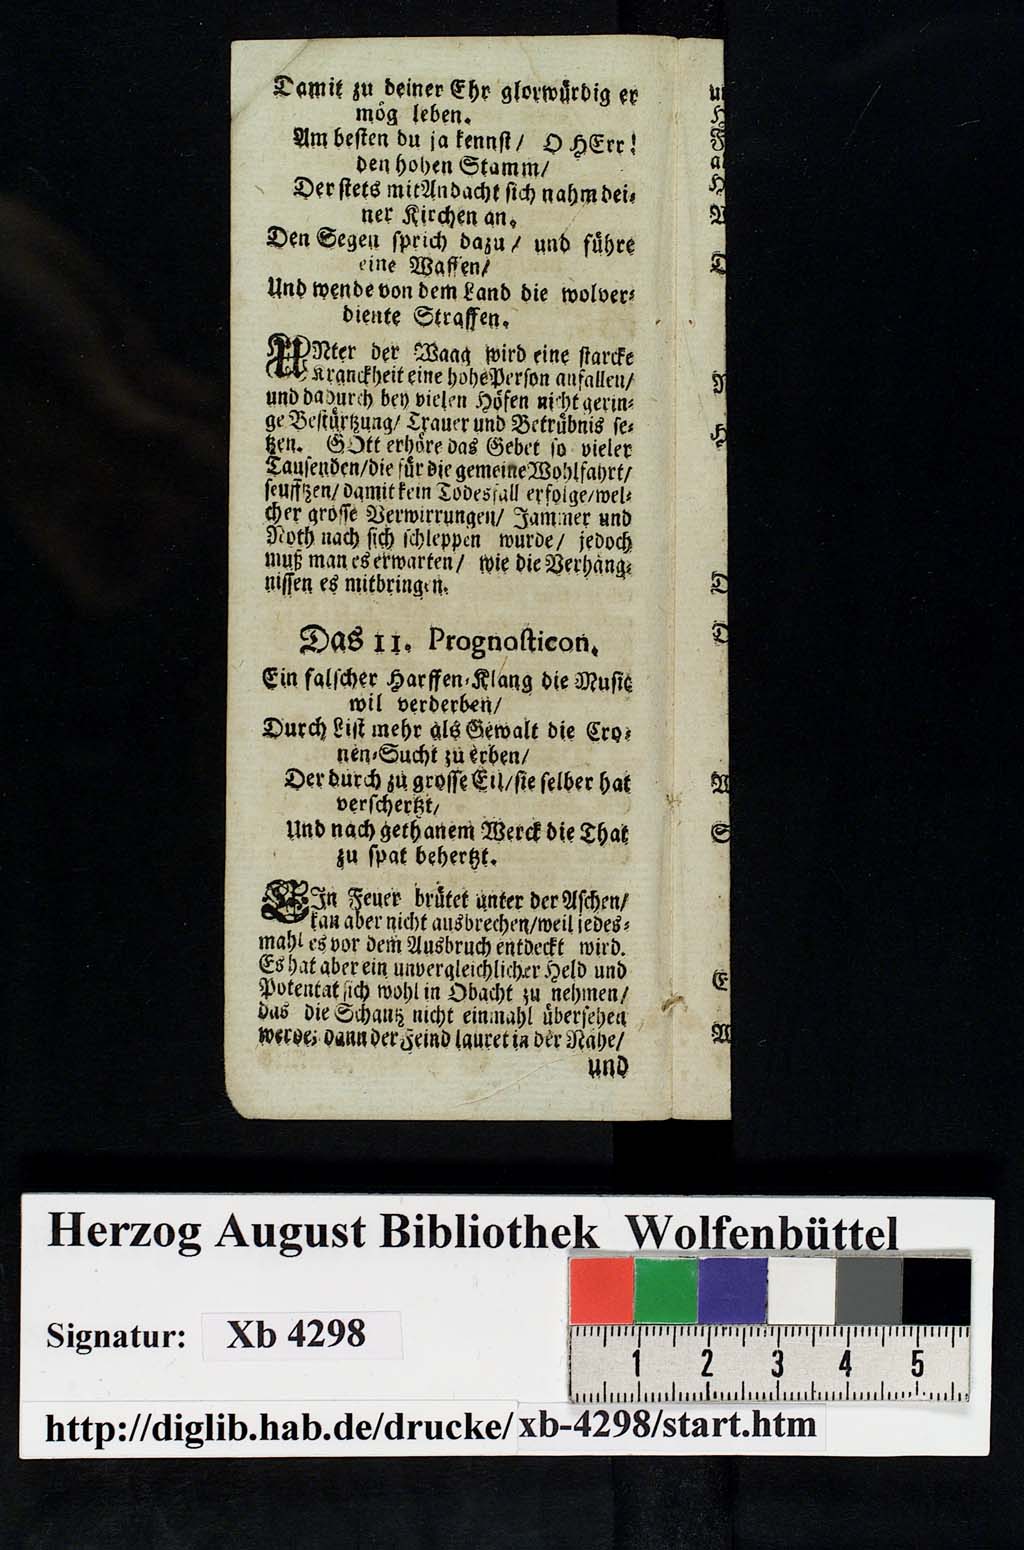 Damit zu deiner Ehr glorwürdig er
mög leben.
Am besten du ja kennst/ O HErr!
den hohen Stamm/
Der stets mit Andacht sich nahm dei-
ner Kirchen an.
Den Segen sprich dazu/ und führe
eine Waffen/
Und wende von dem Land die wolver-
diente Straffen.
UNter der Waag wird eine starcke
Kranckheit eine hohe Person anfallen/
und dadurch bey vielen Höfen nicht gerin-
ge Bestürtzung/ Trauer und Betrübnis se-
tzen. GOtt erhöre das Gebet so vieler
Tausenden/die für die gemeine Wohlfahrt/
seufftzen/ damit kein Todesfall erfolge/wel-
cher grosse Verwirrungen/ Jammer und
Noth nach sich schleppen wurde/ jedoch
muß man es erwarten/ wie die Verhäng-
nissen es mitbringen.
Das 11. Prognosticon.
Ein falscher Harffen-Klang die Music
wil verderben/
Durch List mehr als Gewalt die Cro-
nen-Sucht zu erben/
Der durch zu grosse Eil/sie selber hat
verschertzt/
Und nach gethanem Werck die That
zu spat behertzt.
EIn Feuer brütet unter der Aschen/
kan aber nicht ausbrechen/weil jedes-
mahl es vor dem Ausbruch entdeckt wird.
Es hat aber ein unvergleichlicher Held und
Potentat sich wohl in Obacht zu nehmen/
das die Schantz nicht einmahl übersehen
werde; dann der Feind lauret in der Nähe/
und
Herzog August Bibliothek Wolfenbüttel
Signatur: Xb 4298
1 2 3 4 5
http://diglib.hab.de/drucke/xb-4298/start.htm